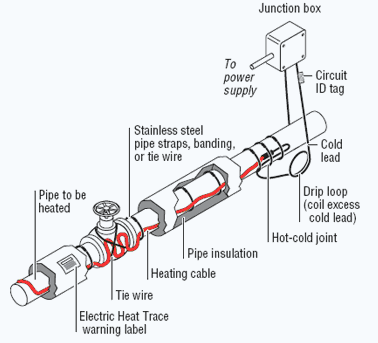 Junction box
To
power
supply
Circuit
ID tag
Stainless steel
pipe straps, banding,
or tie wire
Cold
lead
Pipe to be
heated
Drip loop
(coil excess
cold lead)
Hot-cold joint
Pipe insulation
Heating cable
Tie wire
Electric Heat Trace
warning label